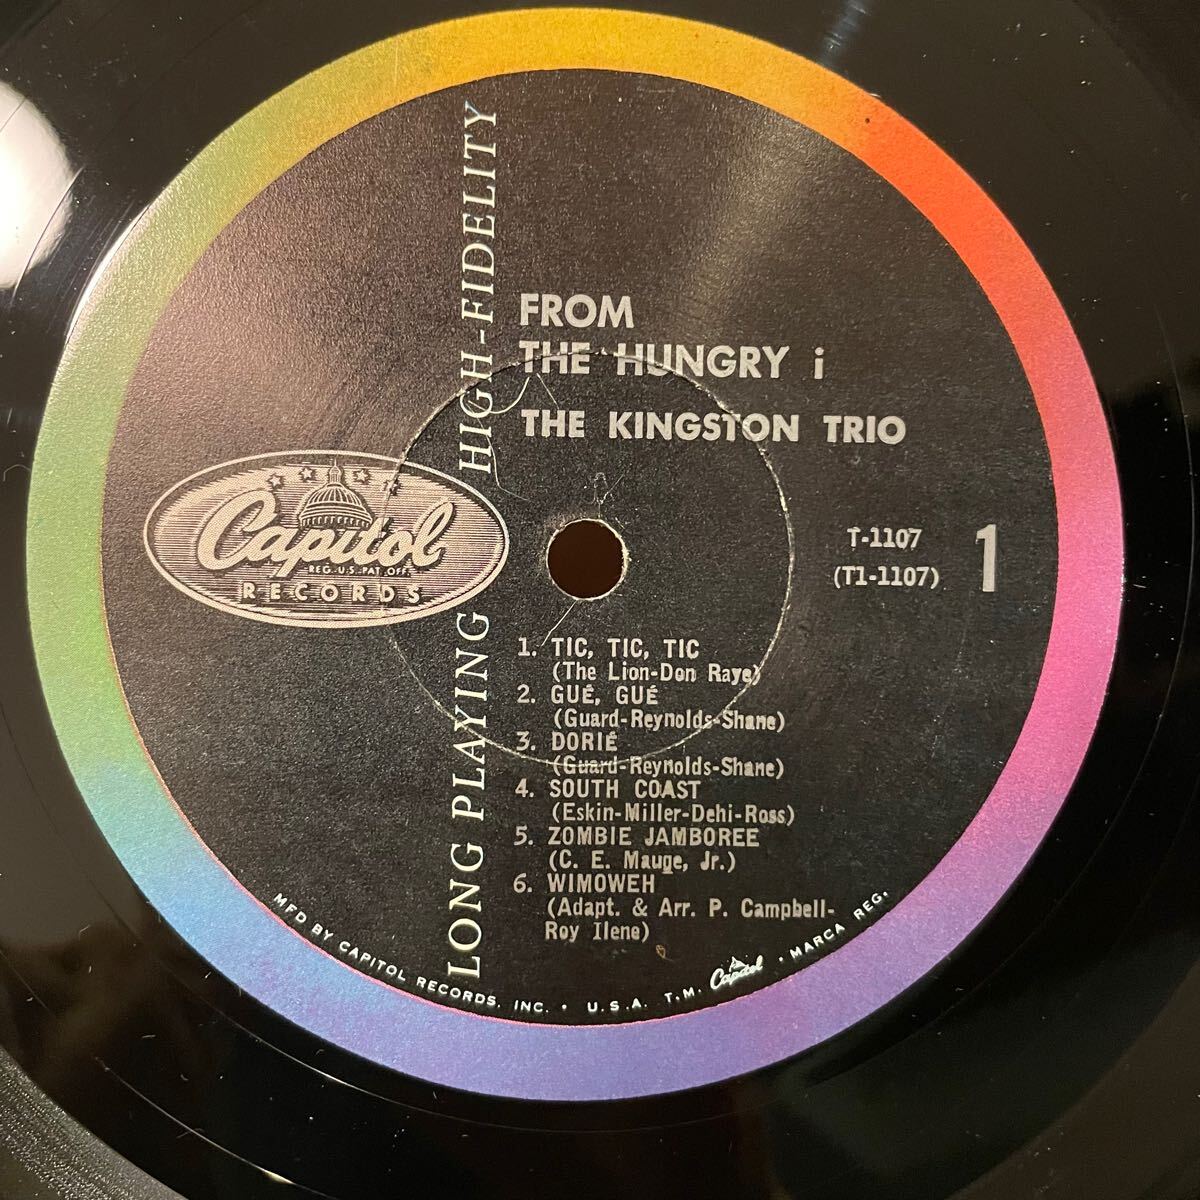 FROM
THE HUNGRY i
THE KINGSTON TRIO
LONG PLAYING HIGH-FIDELITY
Capitol
REG. U.S. PAT. OFF.
RECORDS
T-1107
(T1-1107)
1
1. TIC, TIC, TIC
(The Lion-Don Raye)
2. GUÉ, GUÉ
(Guard-Reynolds-Shane)
3. DORIÉ
(Guard-Reynolds-Shane)
4. SOUTH COAST
(Eskin-Miller-Dehi-Ross)
5. ZOMBIE JAMBOREE
(C. E. Mauge, Jr.)
6. WIMOWEH
(Adapt. & Arr. P. Campbell-
Roy Ilene)
MFD BY CAPITOL RECORDS, INC. • U.S.A. T.M. Capitol • MARCA REG.